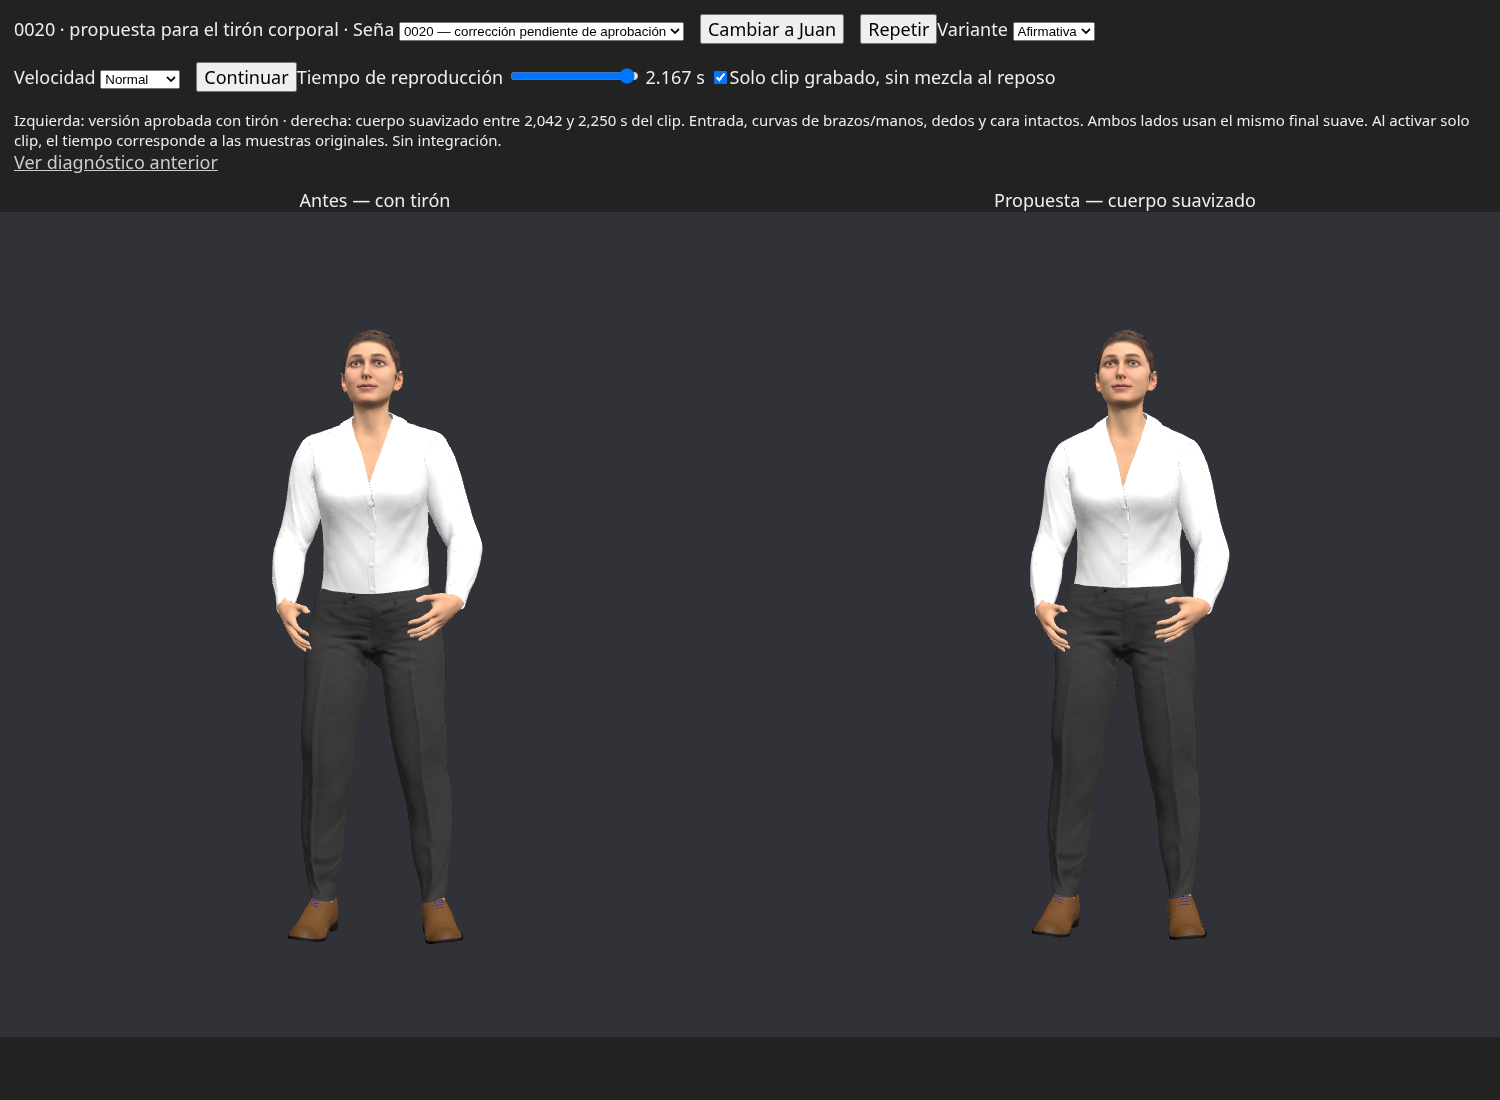 0020 · propuesta para el tirón corporal · Seña 0020 — corrección pendiente de aprobación Cambiar a Juan Repetir Variante Afirmativa
Velocidad Normal Continuar Tiempo de reproducción 2.167 s Solo clip grabado, sin mezcla al reposo
Izquierda: versión aprobada con tirón · derecha: cuerpo suavizado entre 2,042 y 2,250 s del clip. Entrada, curvas de brazos/manos, dedos y cara intactos. Ambos lados usan el mismo final suave. Al activar solo
clip, el tiempo corresponde a las muestras originales. Sin integración.
Ver diagnóstico anterior
Antes — con tirón Propuesta — cuerpo suavizado